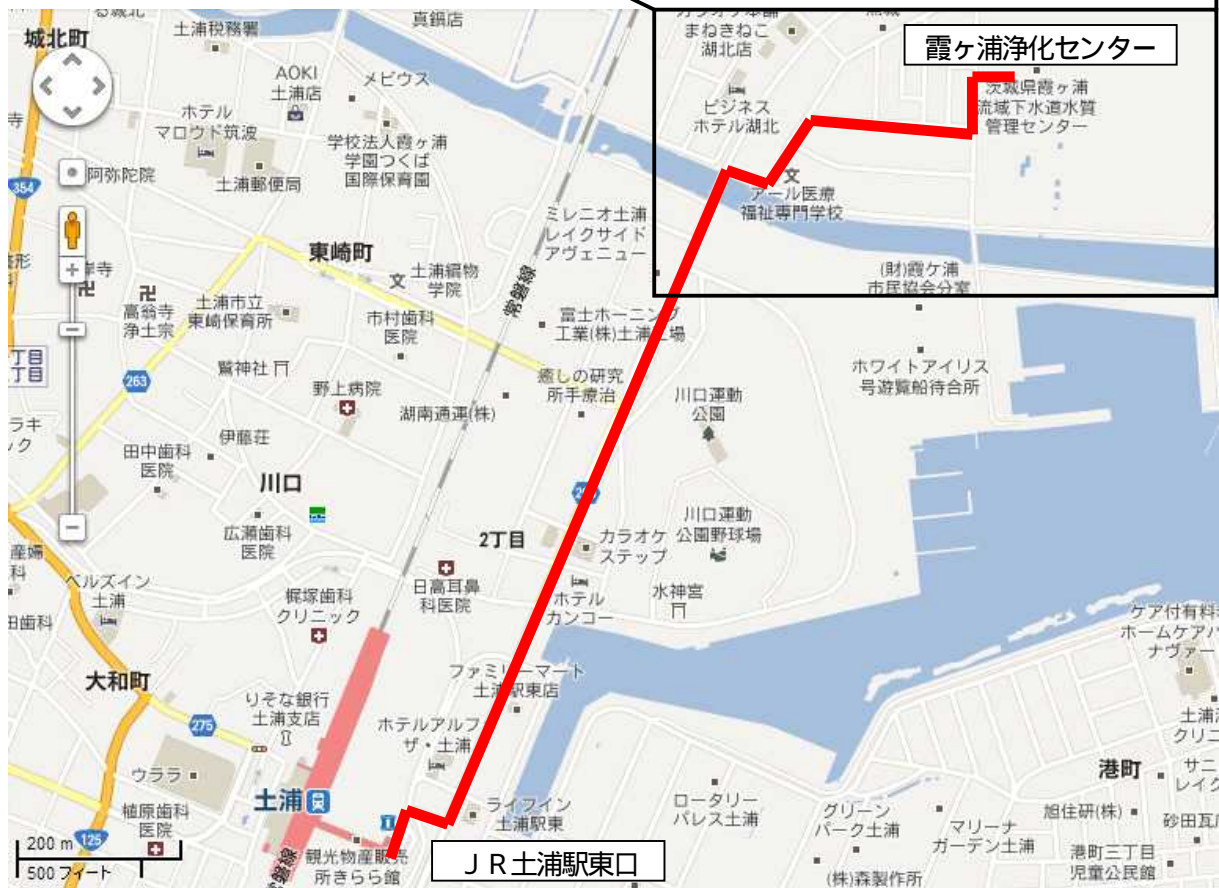 真鍋店
土浦税務署
城北町
AOKI
土浦店
メビウス
ホテル
マロウド筑波
学校法人霞ヶ浦
学園つくば
国際保育園
阿弥陀院
土浦郵便局
354
まねきねこ
湖北店
霞ヶ浦浄化センター
茨城県霞ヶ浦
流域下水道水質
管理センター
ビジネス
ホテル湖北
アール医療
福祉専門学校
ミレニオ土浦
レイクサイド
アヴェニュー
東崎町
土浦編物
学院
常磐線
(財)霞ケ浦
市民協会分室
高翁寺
浄土宗
土浦市立
東崎保育所
市村歯科
医院
富士ホーニング
工業(株)土浦工場
鷲神社
263
野上病院
湖南通運(株)
癒しの研究
所手療治
ホワイトアイリス
号遊覧船待合所
川口運動
公園
伊藤荘
田中歯科
医院
川口
広瀬歯科
医院
2丁目
カラオケ
ステップ
川口運動
公園野球場
ベルズイン
土浦
梶塚歯科
クリニック
日高耳鼻
科医院
ホテル
カンコー
水神宮
ケア付有料
ホームケアパ
ナヴァー
大和町
りそな銀行
土浦支店
275
ファミリーマート
土浦駅東店
ホテルアルファ
ザ・土浦
ウララ
植原歯科
医院
土浦
ライフイン
土浦駅東
ロータリー
パレス土浦
グリーン
パーク土浦
マリーナ
ガーデン土浦
港町
旭住研(株)
港町三丁目
児童公園
(株)森製作所
125
200 m
500 フィート
常磐線
観光物産販売
所きらら館
ＪＲ土浦駅東口